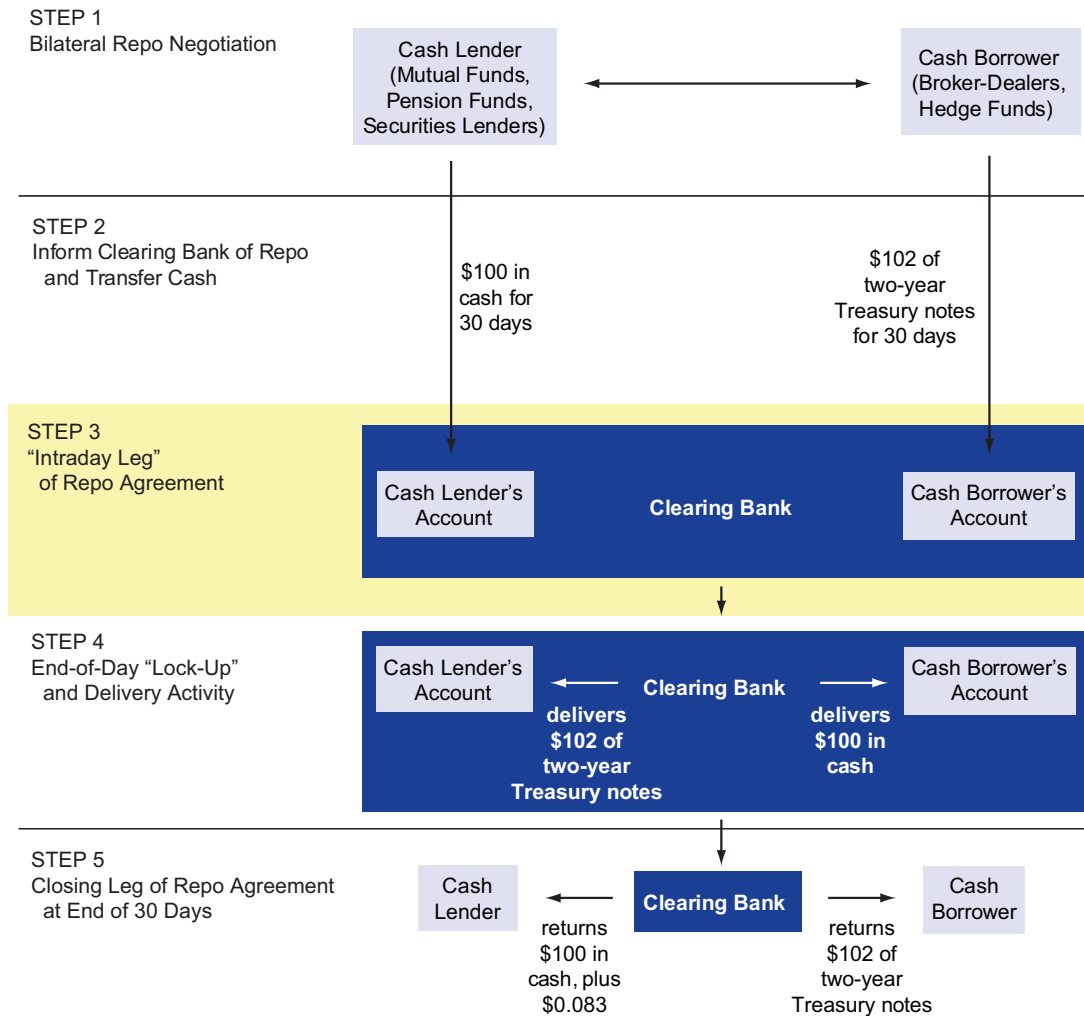 STEP 1
Bilateral Repo Negotiation
Cash Lender
(Mutual Funds,
Pension Funds,
Securities Lenders)
Cash Borrower
(Broker-Dealers,
Hedge Funds)
STEP 2
Inform Clearing Bank of Repo
and Transfer Cash
$100 in
cash for
30 days
$102 of
two-year
Treasury notes
for 30 days
STEP 3
“Intraday Leg”
of Repo Agreement
Cash Lender’s
Account
Clearing Bank
Cash Borrower’s
Account
STEP 4
End-of-Day “Lock-Up”
and Delivery Activity
Cash Lender’s
Account
Clearing Bank
Cash Borrower’s
Account
delivers
$102 of
two-year
Treasury notes
delivers
$100 in
cash
STEP 5
Closing Leg of Repo Agreement
at End of 30 Days
Cash
Lender
Clearing Bank
Cash
Borrower
returns
$100 in
cash, plus
$0.083
returns
$102 of
two-year
Treasury notes